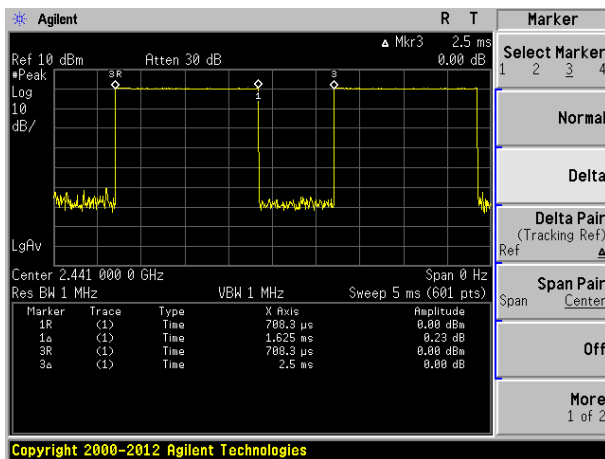 Agilent R T
Δ Mkr3 2.5 ms
Ref 10 dBm Atten 30 dB 0.00 dB
#Peak
Log
10
dB/
3R
1
3
LgAv
Center 2.441 000 0 GHz Span 0 Hz
Res BW 1 MHz VBW 1 MHz Sweep 5 ms (601 pts)
Marker Trace Type X Axis Amplitude
1R (1) Time 708.3 µs 0.00 dBm
1Δ (1) Time 1.625 ms 0.23 dB
3R (1) Time 708.3 µs 0.00 dBm
3Δ (1) Time 2.5 ms 0.00 dB
Copyright 2000-2012 Agilent Technologies
Marker
Select Marker
1 2 3 4
Normal
Delta
Delta Pair
(Tracking Ref)
Ref Δ
Span Pair
Span Center
Off
More
1 of 2